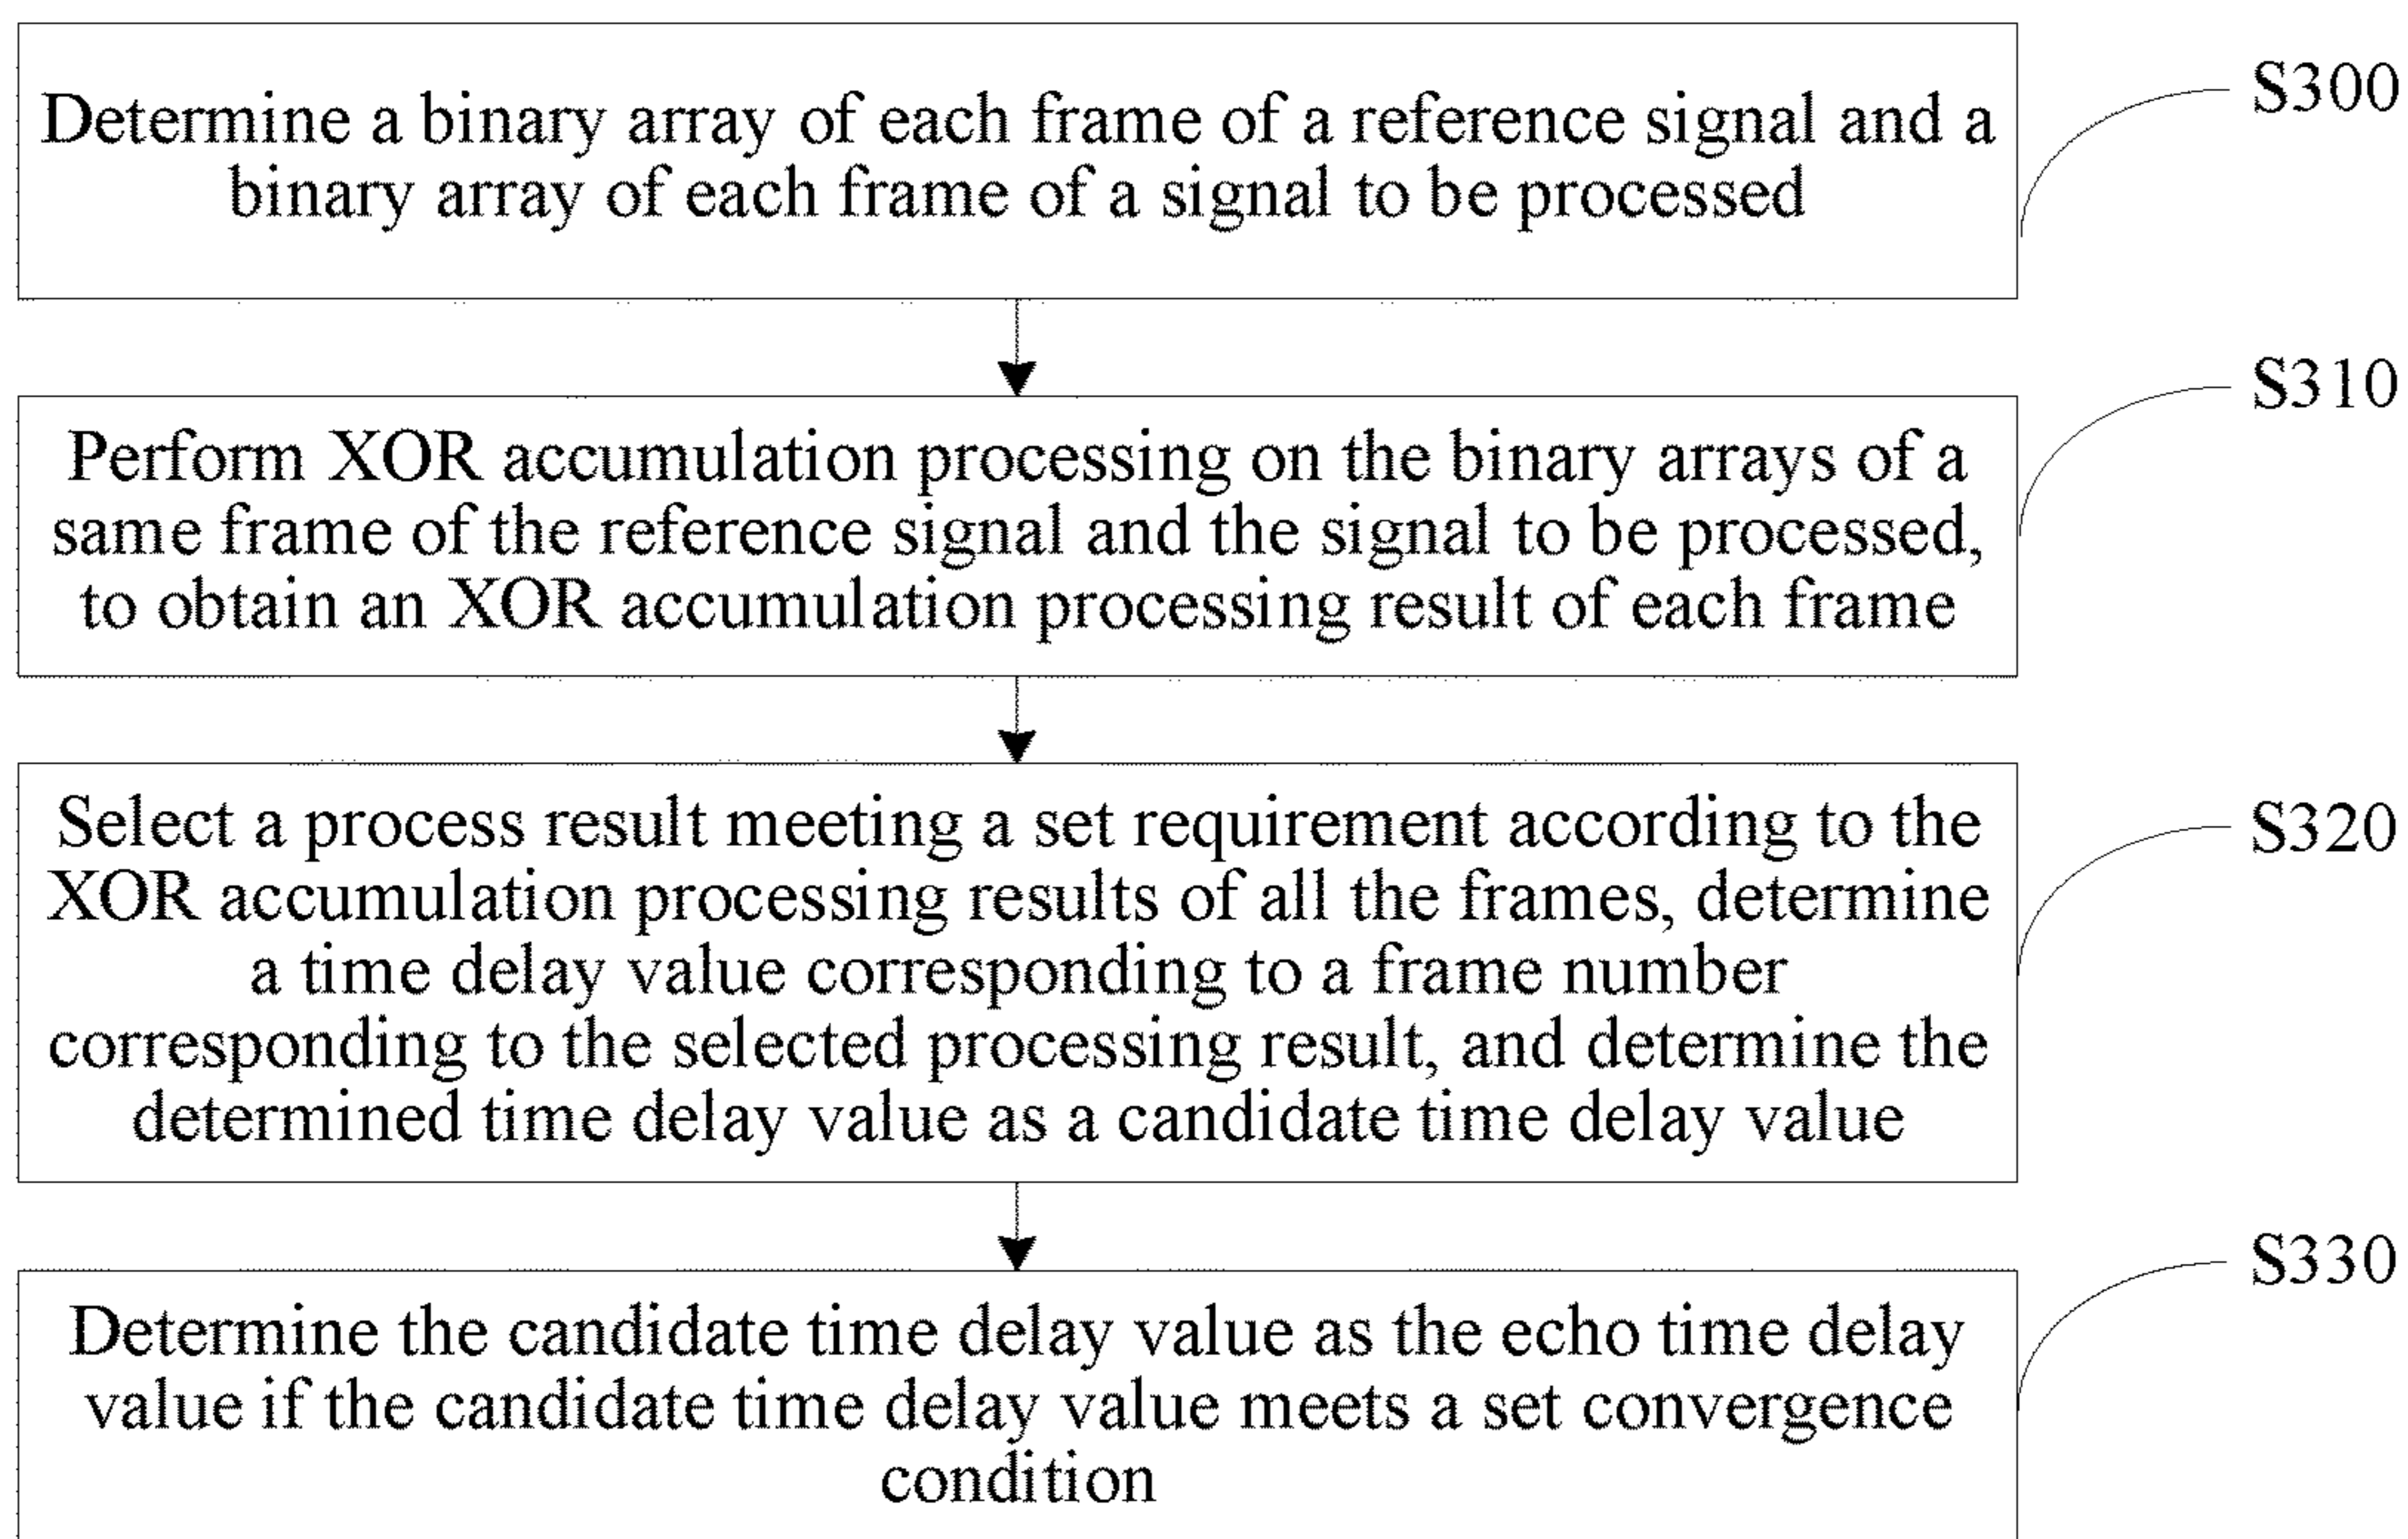 Determine a binary array of each frame of a reference signal and a
binary array of each frame of a signal to be processed
S300
Perform XOR accumulation processing on the binary arrays of a
same frame of the reference signal and the signal to be processed,
to obtain an XOR accumulation processing result of each frame
S310
Select a process result meeting a set requirement according to the
XOR accumulation processing results of all the frames, determine
a time delay value corresponding to a frame number
corresponding to the selected processing result, and determine the
determined time delay value as a candidate time delay value
S320
Determine the candidate time delay value as the echo time delay
value if the candidate time delay value meets a set convergence
condition
S330